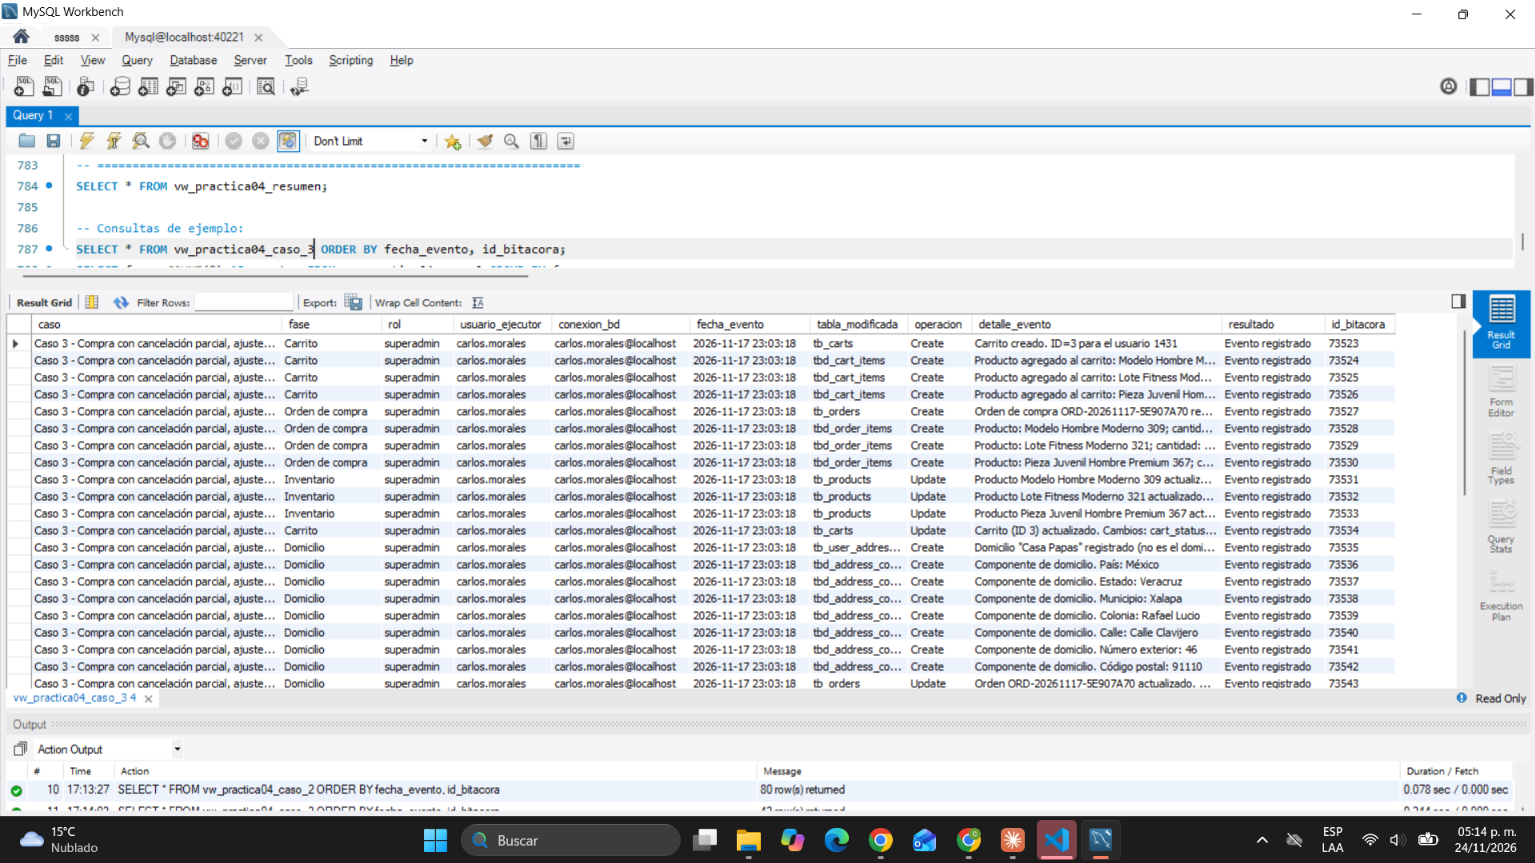 MySQL Workbench
sssss
Mysql@localhost:40221
File Edit View Query Database Server Tools Scripting Help
Query 1
Don't Limit
783 -- =====================================================================
784 SELECT * FROM vw_practica04_resumen;
785
786 -- Consultas de ejemplo:
787 SELECT * FROM vw_practica04_caso_3 ORDER BY fecha_evento, id_bitacora;
Result Grid Filter Rows: Export: Wrap Cell Content:
caso fase rol usuario_ejecutor conexion_bd fecha_evento tabla_modificada operacion detalle_evento resultado id_bitacora
Caso 3 - Compra con cancelación parcial, ajuste... Carrito superadmin carlos.morales carlos.morales@localhost 2026-11-17 23:03:18 tb_carts Create Carrito creado. ID=3 para el usuario 1431 Evento registrado 73523
Caso 3 - Compra con cancelación parcial, ajuste... Carrito superadmin carlos.morales carlos.morales@localhost 2026-11-17 23:03:18 tbd_cart_items Create Producto agregado al carrito: Modelo Hombre M... Evento registrado 73524
Caso 3 - Compra con cancelación parcial, ajuste... Carrito superadmin carlos.morales carlos.morales@localhost 2026-11-17 23:03:18 tbd_cart_items Create Producto agregado al carrito: Lote Fitness Mod... Evento registrado 73525
Caso 3 - Compra con cancelación parcial, ajuste... Carrito superadmin carlos.morales carlos.morales@localhost 2026-11-17 23:03:18 tbd_cart_items Create Producto agregado al carrito: Pieza Juvenil Hom... Evento registrado 73526
Caso 3 - Compra con cancelación parcial, ajuste... Orden de compra superadmin carlos.morales carlos.morales@localhost 2026-11-17 23:03:18 tb_orders Create Orden de compra ORD-20261117-5E907A70 re... Evento registrado 73527
Caso 3 - Compra con cancelación parcial, ajuste... Orden de compra superadmin carlos.morales carlos.morales@localhost 2026-11-17 23:03:18 tbd_order_items Create Producto: Modelo Hombre Moderno 309; cantid... Evento registrado 73528
Caso 3 - Compra con cancelación parcial, ajuste... Orden de compra superadmin carlos.morales carlos.morales@localhost 2026-11-17 23:03:18 tbd_order_items Create Producto: Lote Fitness Moderno 321; cantidad: ... Evento registrado 73529
Caso 3 - Compra con cancelación parcial, ajuste... Orden de compra superadmin carlos.morales carlos.morales@localhost 2026-11-17 23:03:18 tbd_order_items Create Producto: Pieza Juvenil Hombre Premium 367; c... Evento registrado 73530
Caso 3 - Compra con cancelación parcial, ajuste... Inventario superadmin carlos.morales carlos.morales@localhost 2026-11-17 23:03:18 tb_products Update Producto Modelo Hombre Moderno 309 actualiz... Evento registrado 73531
Caso 3 - Compra con cancelación parcial, ajuste... Inventario superadmin carlos.morales carlos.morales@localhost 2026-11-17 23:03:18 tb_products Update Producto Lote Fitness Moderno 321 actualizado... Evento registrado 73532
Caso 3 - Compra con cancelación parcial, ajuste... Inventario superadmin carlos.morales carlos.morales@localhost 2026-11-17 23:03:18 tb_products Update Producto Pieza Juvenil Hombre Premium 367 act... Evento registrado 73533
Caso 3 - Compra con cancelación parcial, ajuste... Carrito superadmin carlos.morales carlos.morales@localhost 2026-11-17 23:03:18 tb_carts Update Carrito (ID 3) actualizado. Cambios: cart_status... Evento registrado 73534
Caso 3 - Compra con cancelación parcial, ajuste... Domicilio superadmin carlos.morales carlos.morales@localhost 2026-11-17 23:03:18 tb_user_addres... Create Domicilio "Casa Papas" registrado (no es el domi... Evento registrado 73535
Caso 3 - Compra con cancelación parcial, ajuste... Domicilio superadmin carlos.morales carlos.morales@localhost 2026-11-17 23:03:18 tbd_address_co... Create Componente de domicilio. País: México Evento registrado 73536
Caso 3 - Compra con cancelación parcial, ajuste... Domicilio superadmin carlos.morales carlos.morales@localhost 2026-11-17 23:03:18 tbd_address_co... Create Componente de domicilio. Estado: Veracruz Evento registrado 73537
Caso 3 - Compra con cancelación parcial, ajuste... Domicilio superadmin carlos.morales carlos.morales@localhost 2026-11-17 23:03:18 tbd_address_co... Create Componente de domicilio. Municipio: Xalapa Evento registrado 73538
Caso 3 - Compra con cancelación parcial, ajuste... Domicilio superadmin carlos.morales carlos.morales@localhost 2026-11-17 23:03:18 tbd_address_co... Create Componente de domicilio. Colonia: Rafael Lucio Evento registrado 73539
Caso 3 - Compra con cancelación parcial, ajuste... Domicilio superadmin carlos.morales carlos.morales@localhost 2026-11-17 23:03:18 tbd_address_co... Create Componente de domicilio. Calle: Calle Clavijero Evento registrado 73540
Caso 3 - Compra con cancelación parcial, ajuste... Domicilio superadmin carlos.morales carlos.morales@localhost 2026-11-17 23:03:18 tbd_address_co... Create Componente de domicilio. Número exterior: 46 Evento registrado 73541
Caso 3 - Compra con cancelación parcial, ajuste... Domicilio superadmin carlos.morales carlos.morales@localhost 2026-11-17 23:03:18 tbd_address_co... Create Componente de domicilio. Código postal: 91110 Evento registrado 73542
Caso 3 - Compra con cancelación parcial, ajuste... Domicilio superadmin carlos.morales carlos.morales@localhost 2026-11-17 23:03:18 tb_orders Update Orden ORD-20261117-5E907A70 actualizado. ... Evento registrado 73543
Result Grid
Form Editor
Field Types
Query Stats
Execution Plan
vw_practica04_caso_3 4
Read Only
Output
Action Output
# Time Action Message Duration / Fetch
10 17:13:27 SELECT * FROM vw_practica04_caso_2 ORDER BY fecha_evento, id_bitacora 80 row(s) returned 0.078 sec / 0.000 sec
15°C
Nublado
Buscar
ESP
LAA
05:14 p. m.
24/11/2026